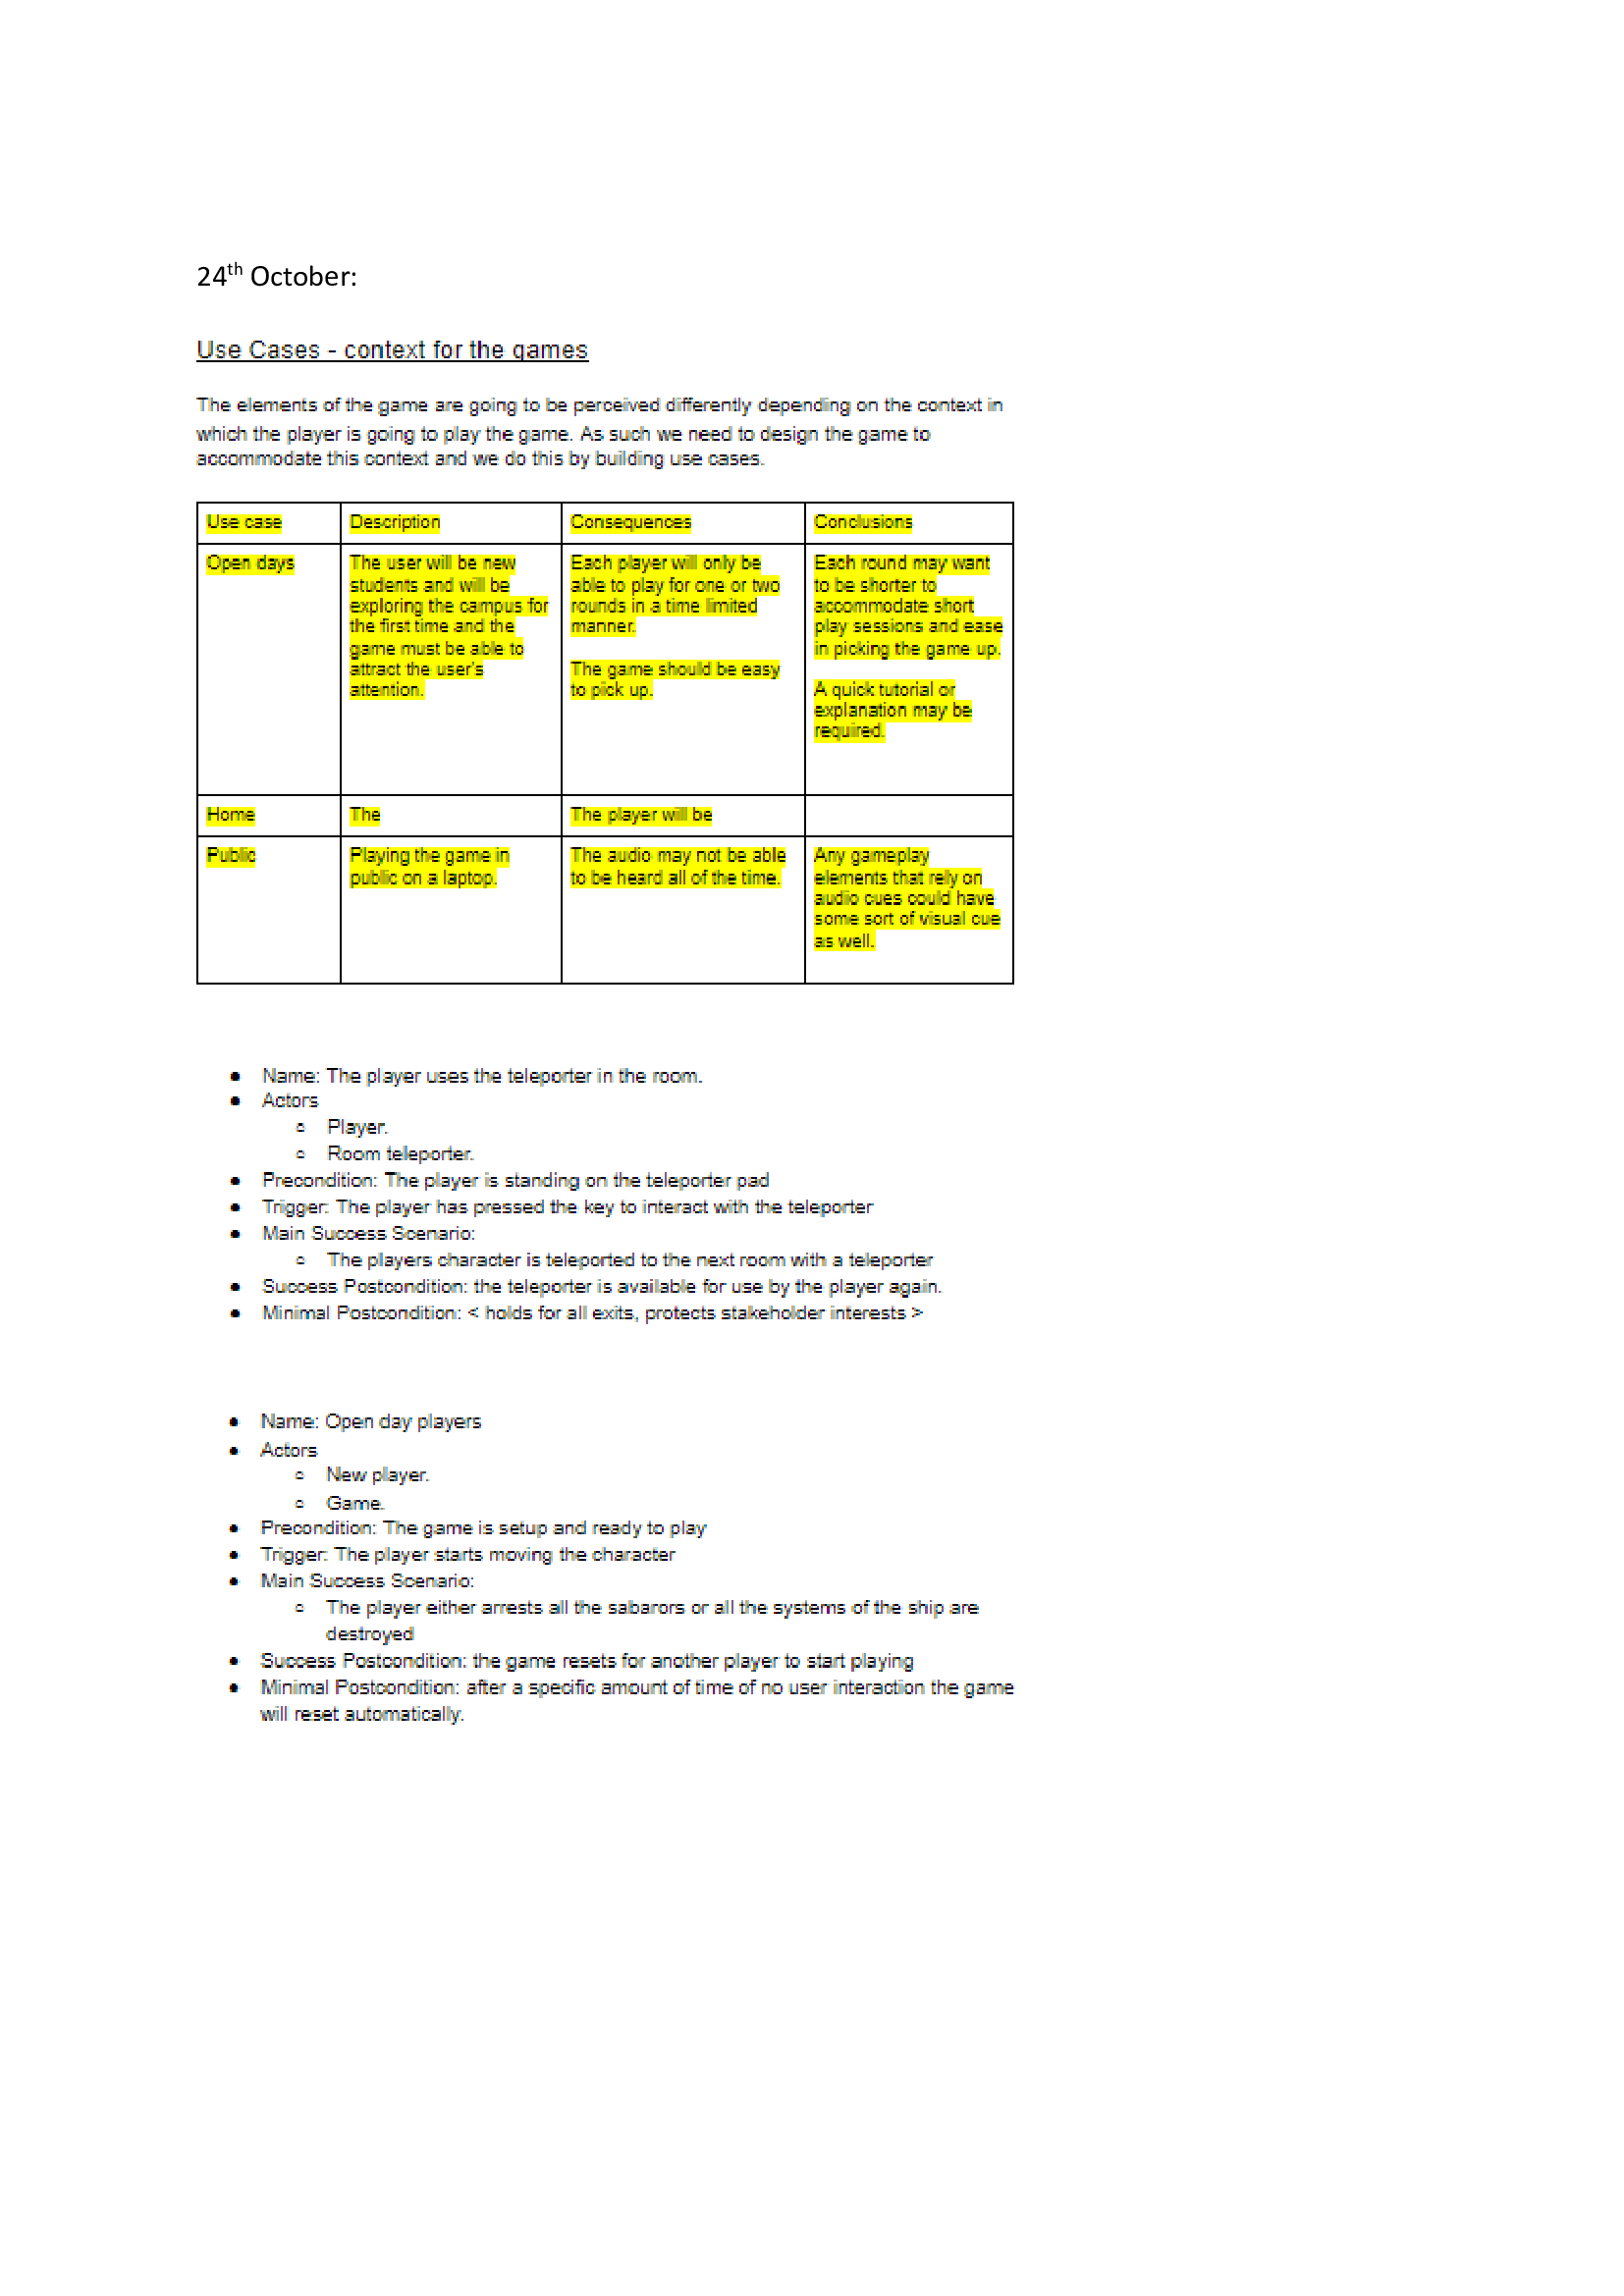 24th October:
Use Cases - context for the games
The elements of the game are going to be perceived differently depending on the context in
which the player is going to play the game. As such we need to design the game to
accommodate this context and we do this by building use cases.
Use case
Description
Consequences
Conclusions
Open days
The user will be new
students and will be
exploring the campus for
the first time and the
game must be able to
attract the user's
attention.
Each player will only be
able to play for one or two
rounds in a time limited
manner.
The game should be easy
to pick up.
Each round may want
to be shorter to
accommodate short
play sessions and ease
in picking the game up.
A quick tutorial or
explanation may be
required.
Home
The
The player will be
Public
Playing the game in
public on a laptop.
The audio may not be able
to be heard all of the time.
Any gameplay
elements that rely on
audio cues could have
some sort of visual cue
as well.
● Name: The player uses the teleporter in the room.
● Actors
○ Player.
○ Room teleporter.
● Precondition: The player is standing on the teleporter pad
● Trigger: The player has pressed the key to interact with the teleporter
● Main Success Scenario:
○ The players character is teleported to the next room with a teleporter
● Success Postcondition: the teleporter is available for use by the player again.
● Minimal Postcondition: < holds for all exits, protects stakeholder interests >
● Name: Open day players
● Actors
○ New player.
○ Game.
● Precondition: The game is setup and ready to play
● Trigger: The player starts moving the character
● Main Success Scenario:
○ The player either arrests all the sabarors or all the systems of the ship are
destroyed
● Success Postcondition: the game resets for another player to start playing
● Minimal Postcondition: after a specific amount of time of no user interaction the game
will reset automatically.